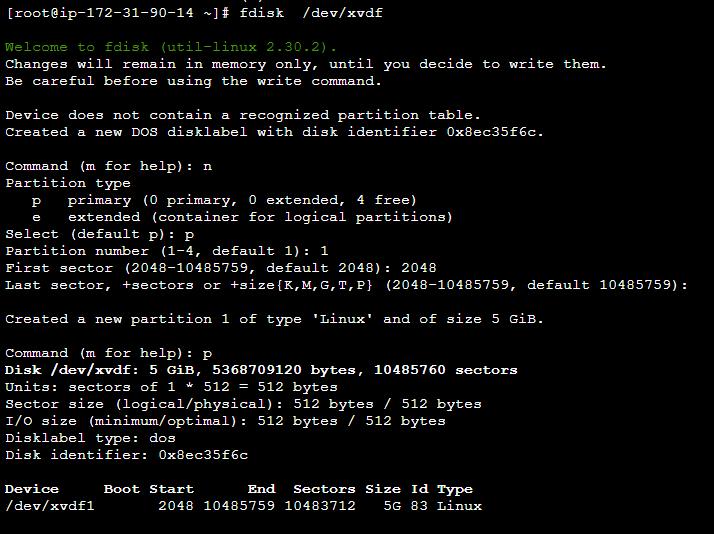 [root@ip-172-31-90-14 ~]# fdisk  /dev/xvdf
Welcome to fdisk (util-linux 2.30.2).
Changes will remain in memory only, until you decide to write them.
Be careful before using the write command.
Device does not contain a recognized partition table.
Created a new DOS disklabel with disk identifier 0x8ec35f6c.
Command (m for help): n
Partition type
   p   primary (0 primary, 0 extended, 4 free)
   e   extended (container for logical partitions)
Select (default p): p
Partition number (1-4, default 1): 1
First sector (2048-10485759, default 2048): 2048
Last sector, +sectors or +size{K,M,G,T,P} (2048-10485759, default 10485759):
Created a new partition 1 of type 'Linux' and of size 5 GiB.
Command (m for help): p
Disk /dev/xvdf: 5 GiB, 5368709120 bytes, 10485760 sectors
Units: sectors of 1 * 512 = 512 bytes
Sector size (logical/physical): 512 bytes / 512 bytes
I/O size (minimum/optimal): 512 bytes / 512 bytes
Disklabel type: dos
Disk identifier: 0x8ec35f6c
Device     Boot Start      End  Sectors Size Id Type
/dev/xvdf1       2048 10485759 10483712   5G 83 Linux